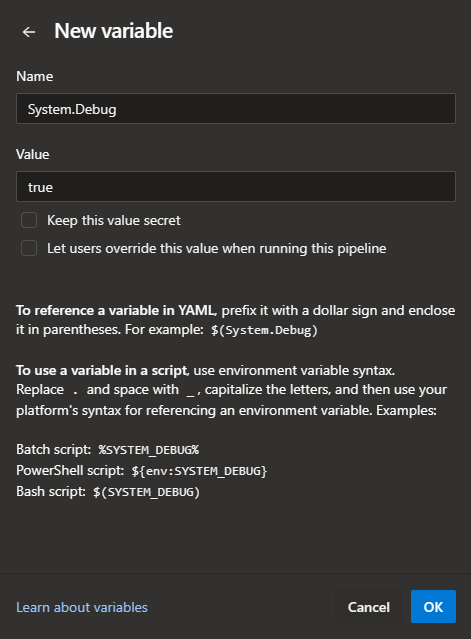 New variable
Name
System.Debug
Value
true
Keep this value secret
Let users override this value when running this pipeline
To reference a variable in YAML, prefix it with a dollar sign and enclose
it in parentheses. For example: $(System.Debug)
To use a variable in a script, use environment variable syntax.
Replace . and space with _, capitalize the letters, and then use your
platform's syntax for referencing an environment variable. Examples:
Batch script: %SYSTEM_DEBUG%
PowerShell script: ${env:SYSTEM_DEBUG}
Bash script: $(SYSTEM_DEBUG)
Learn about variables
Cancel
OK